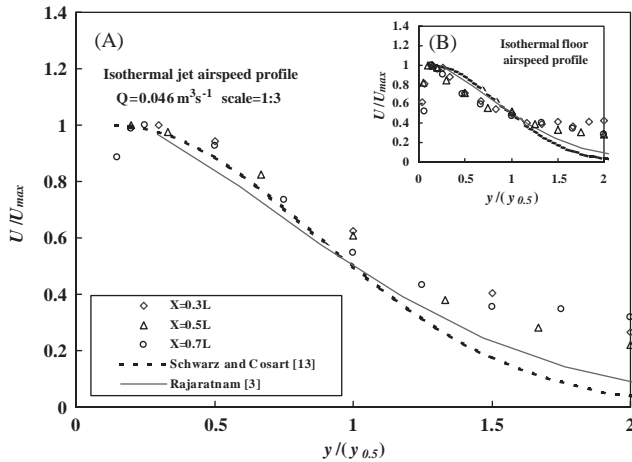 (A)
Isothermal jet airspeed profile
Q=0.046 m³s⁻¹ scale=1:3
U/Umax
1.2
1
0.8
0.6
0.4
0.2
0
0
0.5
1
1.5
2
y/(y0.5)
X=0.3L
X=0.5L
X=0.7L
Schwarz and Cosart [13]
Rajaratnam [3]
(B)
Isothermal floor
airspeed profile
U/Umax
1.4
1.2
1
0.8
0.6
0.4
0.2
0
0
0.5
1
1.5
2
y/(y0.5)